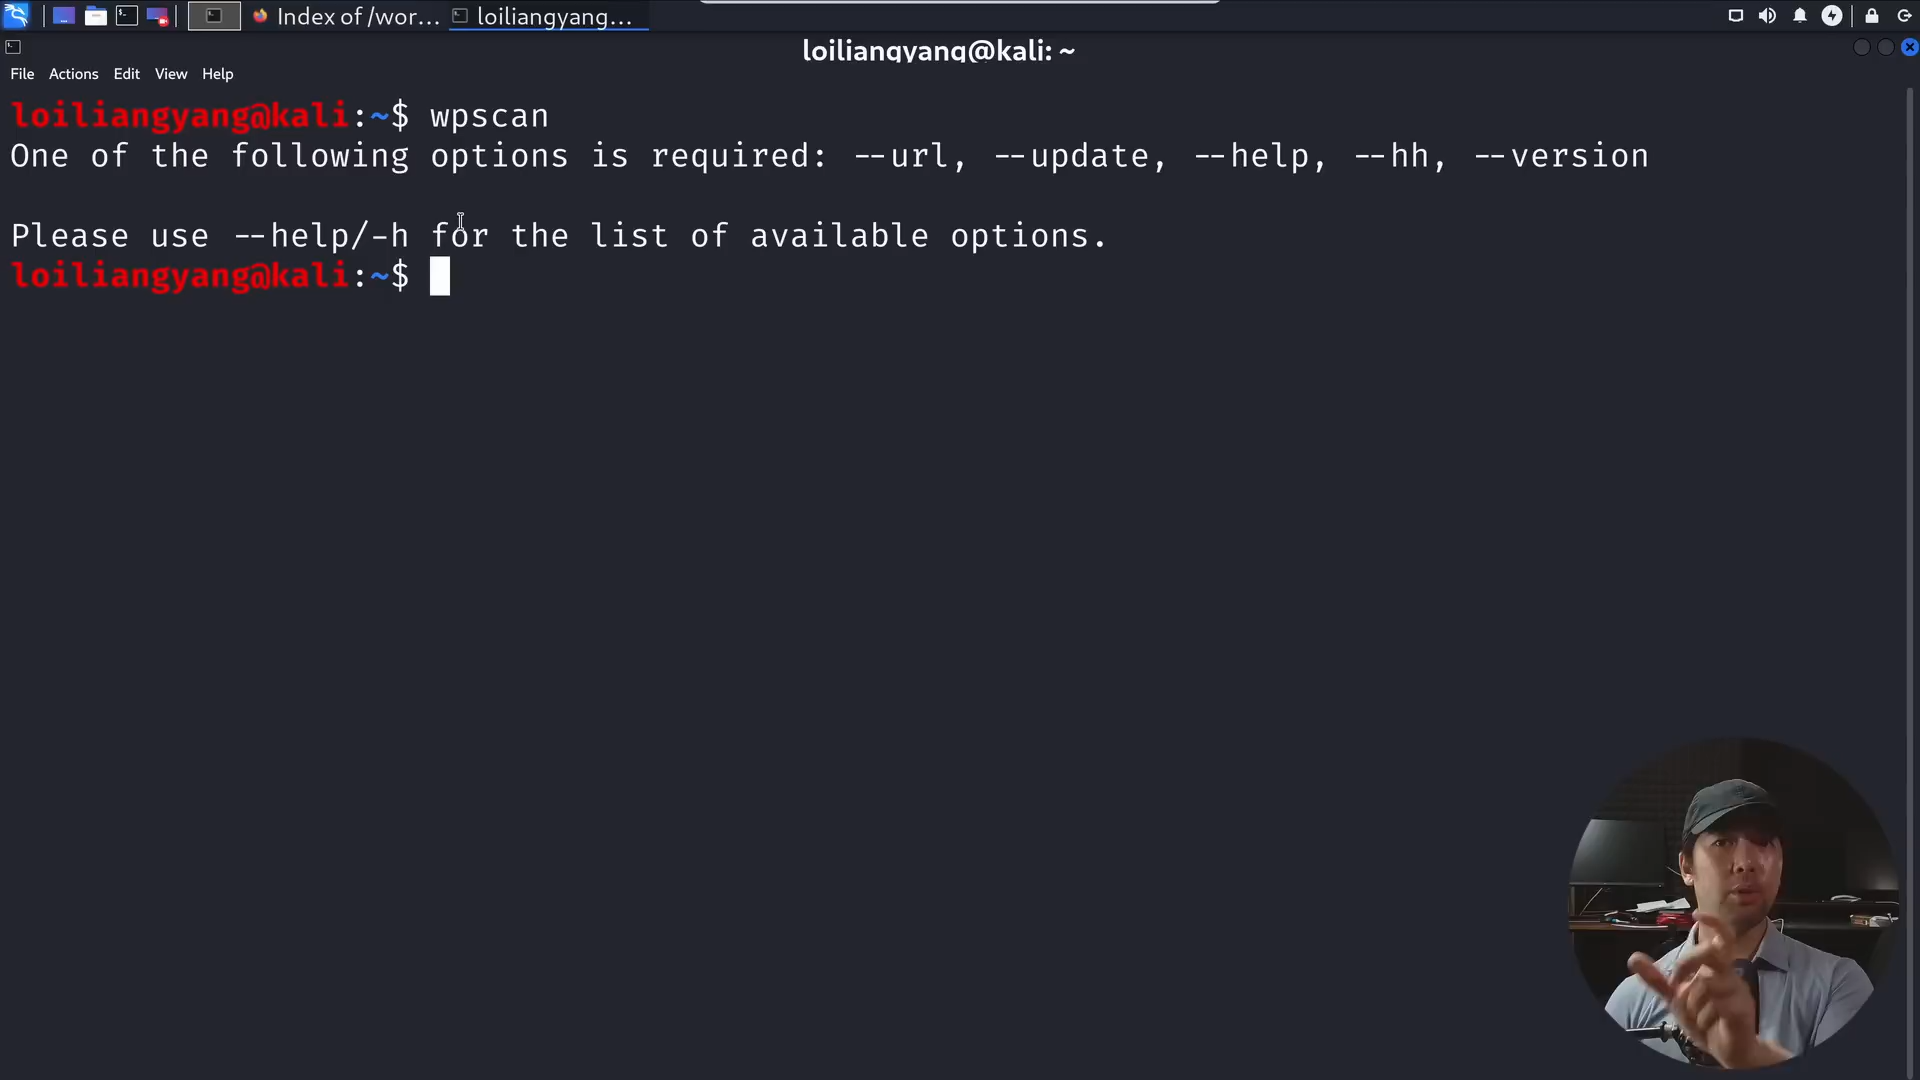 Index of /wor...
loiliangyang...
loiliangyang@kali: ~
File Actions Edit View Help
loiliangyang@kali:~$ wpscan
One of the following options is required: --url, --update, --help, --hh, --version
Please use --help/-h for the list of available options.
loiliangyang@kali:~$